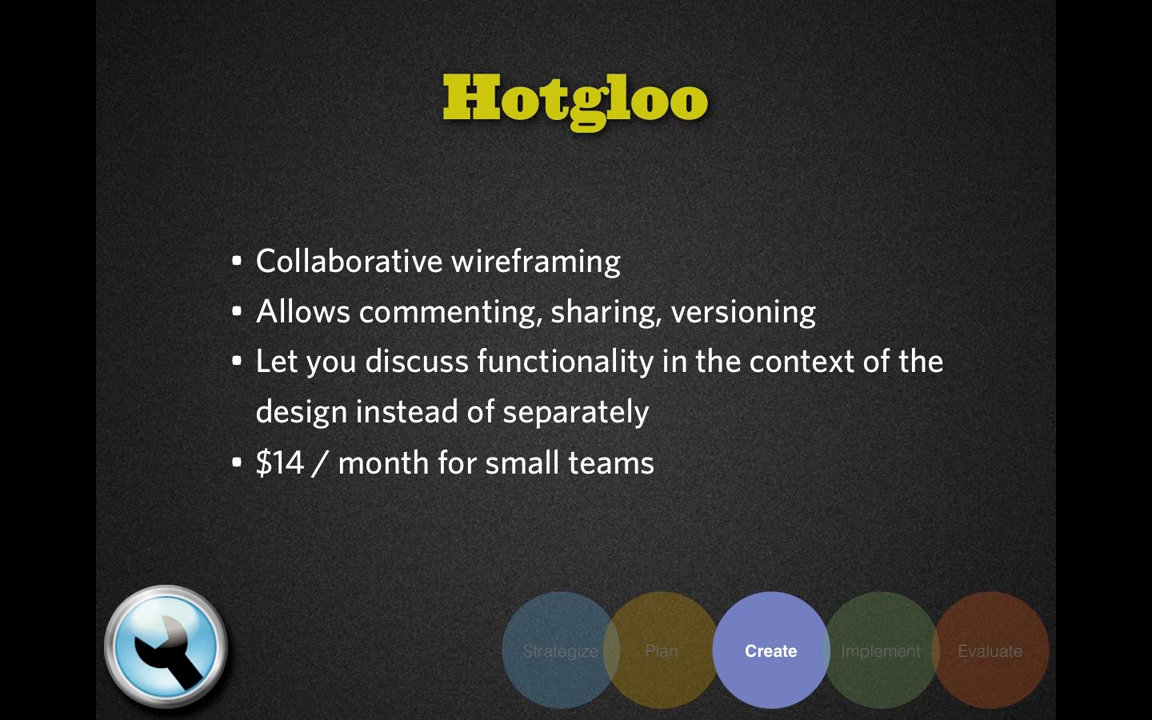 Hotgloo
• Collaborative wireframing
• Allows commenting, sharing, versioning
• Let you discuss functionality in the context of the
design instead of separately
• $14 / month for small teams
Strategize Plan Create Implement Evaluate